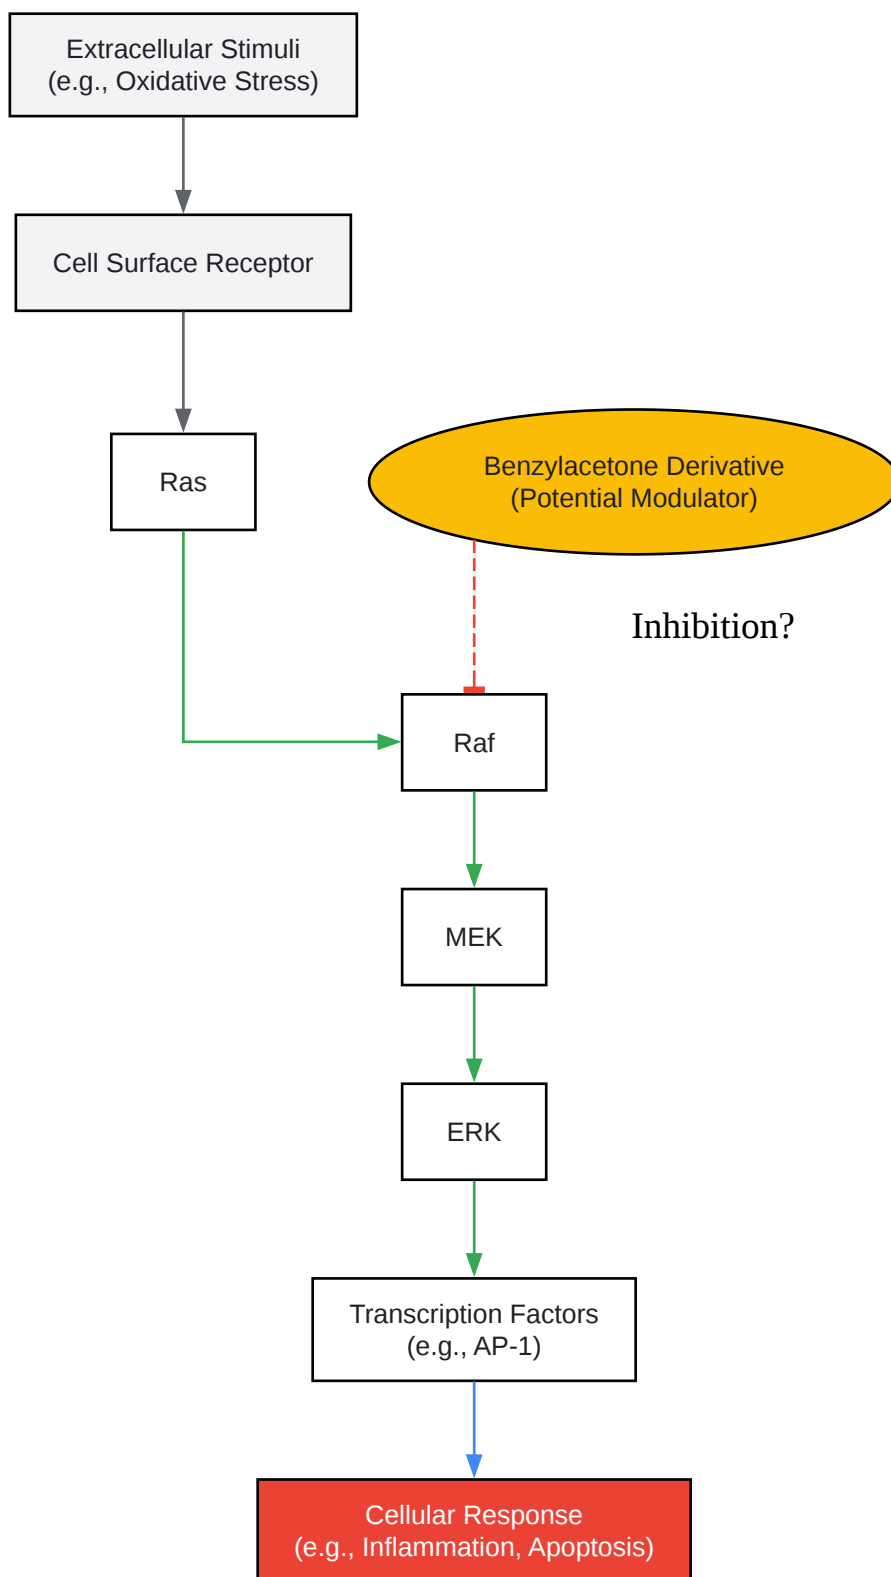 Extracellular Stimuli
(e.g., Oxidative Stress)
Cell Surface Receptor
Ras
Benzylacetone Derivative
(Potential Modulator)
Inhibition?
Raf
MEK
ERK
Transcription Factors
(e.g., AP-1)
Cellular Response
(e.g., Inflammation, Apoptosis)